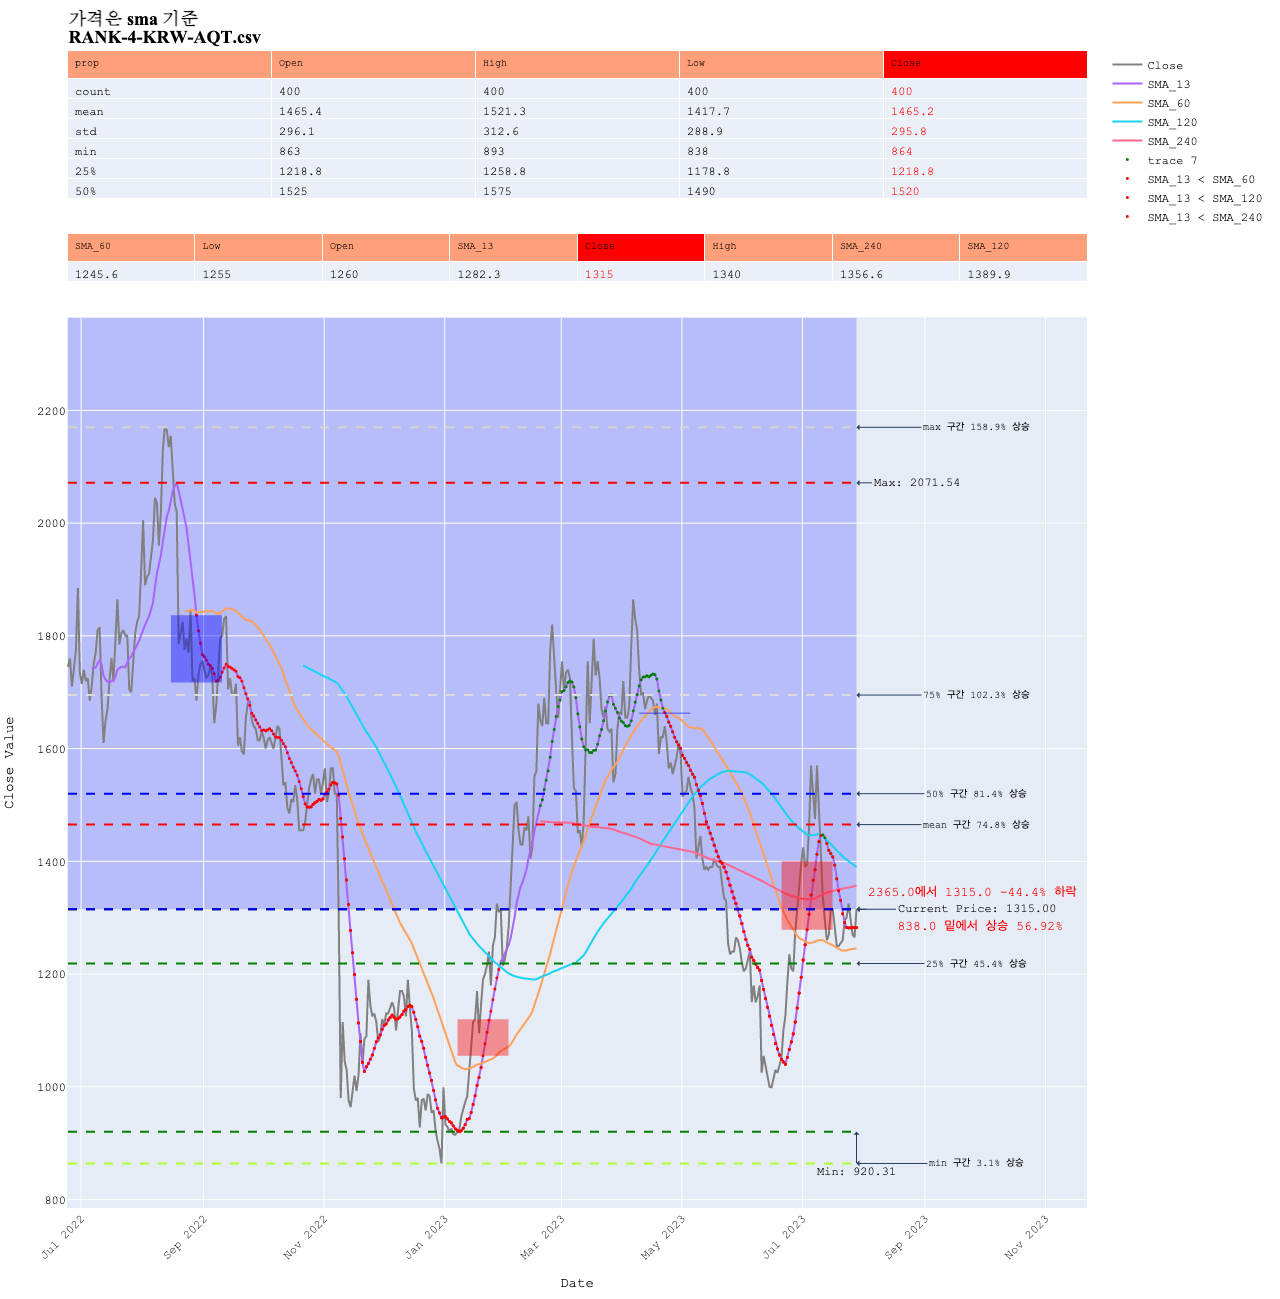 가격은 sma 기준
RANK-4-KRW-AQT.csv
prop Open High Low Close
count 400 400 400 400
mean 1465.4 1521.3 1417.7 1465.2
std 296.1 312.6 288.9 295.8
min 863 893 838 864
25% 1218.8 1258.8 1178.8 1218.8
50% 1525 1575 1490 1520
Close
SMA_13
SMA_60
SMA_120
SMA_240
trace 7
SMA_13 < SMA_60
SMA_13 < SMA_120
SMA_13 < SMA_240
SMA_60 Low Open SMA_13 Close High SMA_240 SMA_120
1245.6 1255 1260 1282.3 1315 1340 1356.6 1389.9
2200
2000
1800
1600
1400
1200
1000
800
Close Value
max 구간 158.9% 상승
Max: 2071.54
75% 구간 102.3% 상승
50% 구간 81.4% 상승
mean 구간 74.8% 상승
2365.0에서 1315.0 -44.4% 하락
Current Price: 1315.00
838.0 밑에서 상승 56.92%
25% 구간 45.4% 상승
min 구간 3.1% 상승
Min: 920.31
Jul 2022
Sep 2022
Nov 2022
Jan 2023
Mar 2023
May 2023
Jul 2023
Sep 2023
Nov 2023
Date